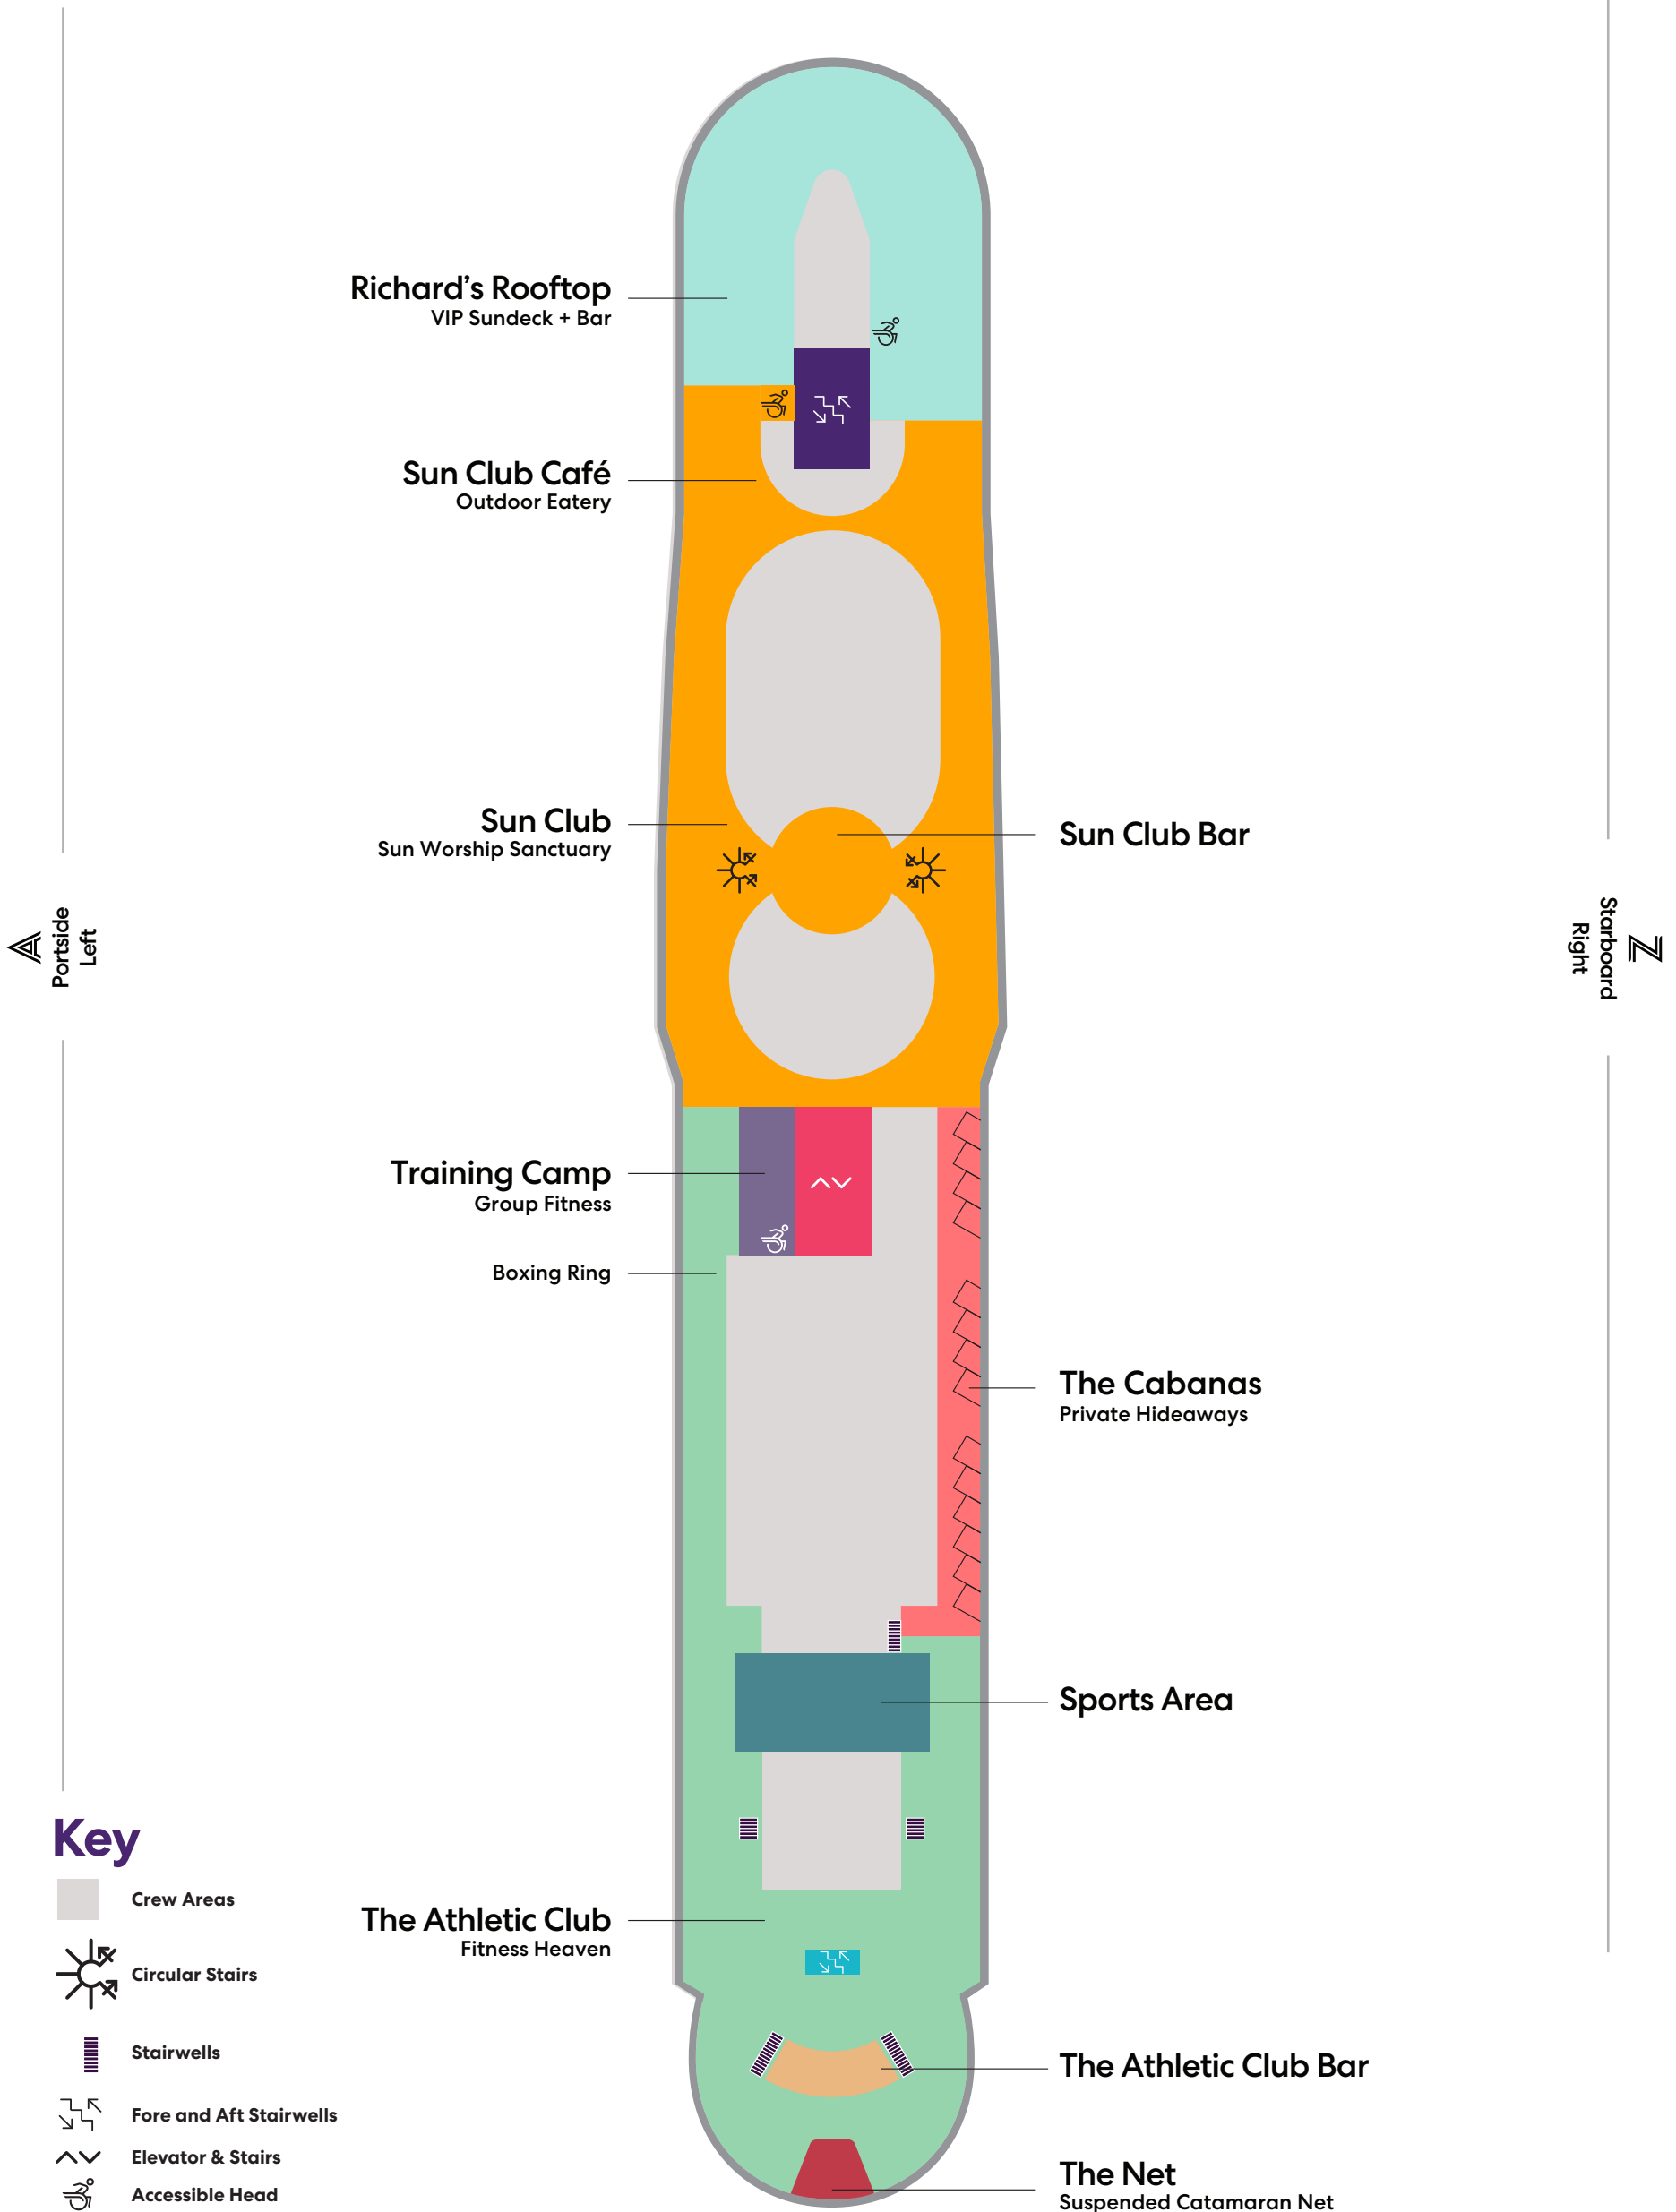 Richard’s Rooftop
VIP Sundeck + Bar
Sun Club Café
Outdoor Eatery
Sun Club
Sun Worship Sanctuary
Sun Club Bar
Portside
Left
Starboard
Right
Training Camp
Group Fitness
Boxing Ring
The Cabanas
Private Hideaways
Sports Area
The Athletic Club
Fitness Heaven
The Athletic Club Bar
The Net
Suspended Catamaran Net
Key
Crew Areas
Circular Stairs
Stairwells
Fore and Aft Stairwells
Elevator & Stairs
Accessible Head